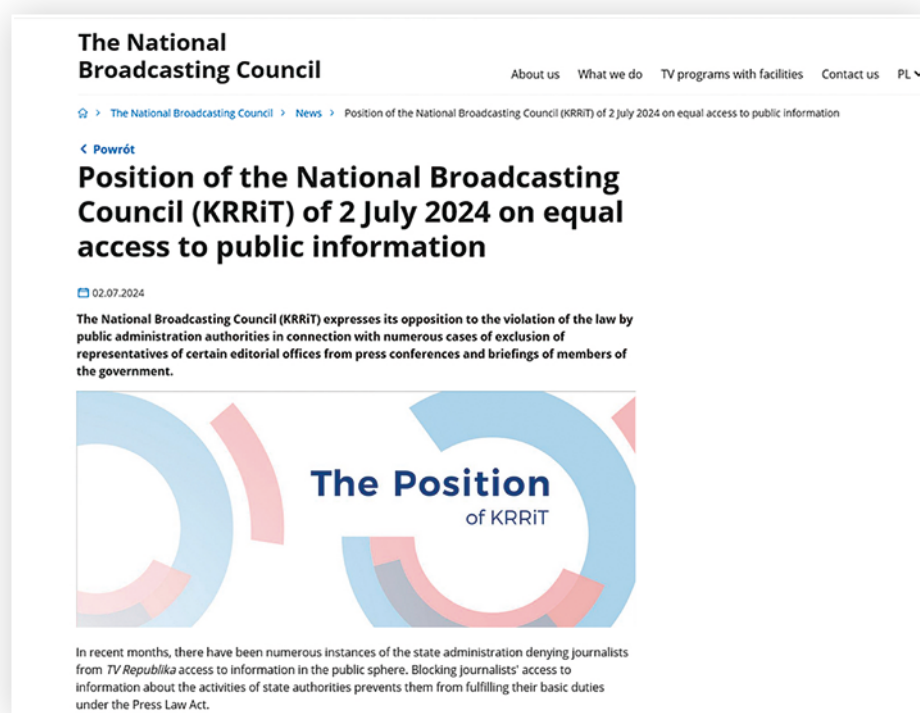 The National
Broadcasting Council
About us What we do TV programs with facilities Contact us PL
The National Broadcasting Council > News > Position of the National Broadcasting Council (KRRiT) of 2 July 2024 on equal access to public information
Powrót
Position of the National Broadcasting
Council (KRRiT) of 2 July 2024 on equal
access to public information
02.07.2024
The National Broadcasting Council (KRRiT) expresses its opposition to the violation of the law by
public administration authorities in connection with numerous cases of exclusion of
representatives of certain editorial offices from press conferences and briefings of members of
the government.
The Position
of KRRiT
In recent months, there have been numerous instances of the state administration denying journalists
from TV Republika access to information in the public sphere. Blocking journalists' access to
information about the activities of state authorities prevents them from fulfilling their basic duties
under the Press Law Act.